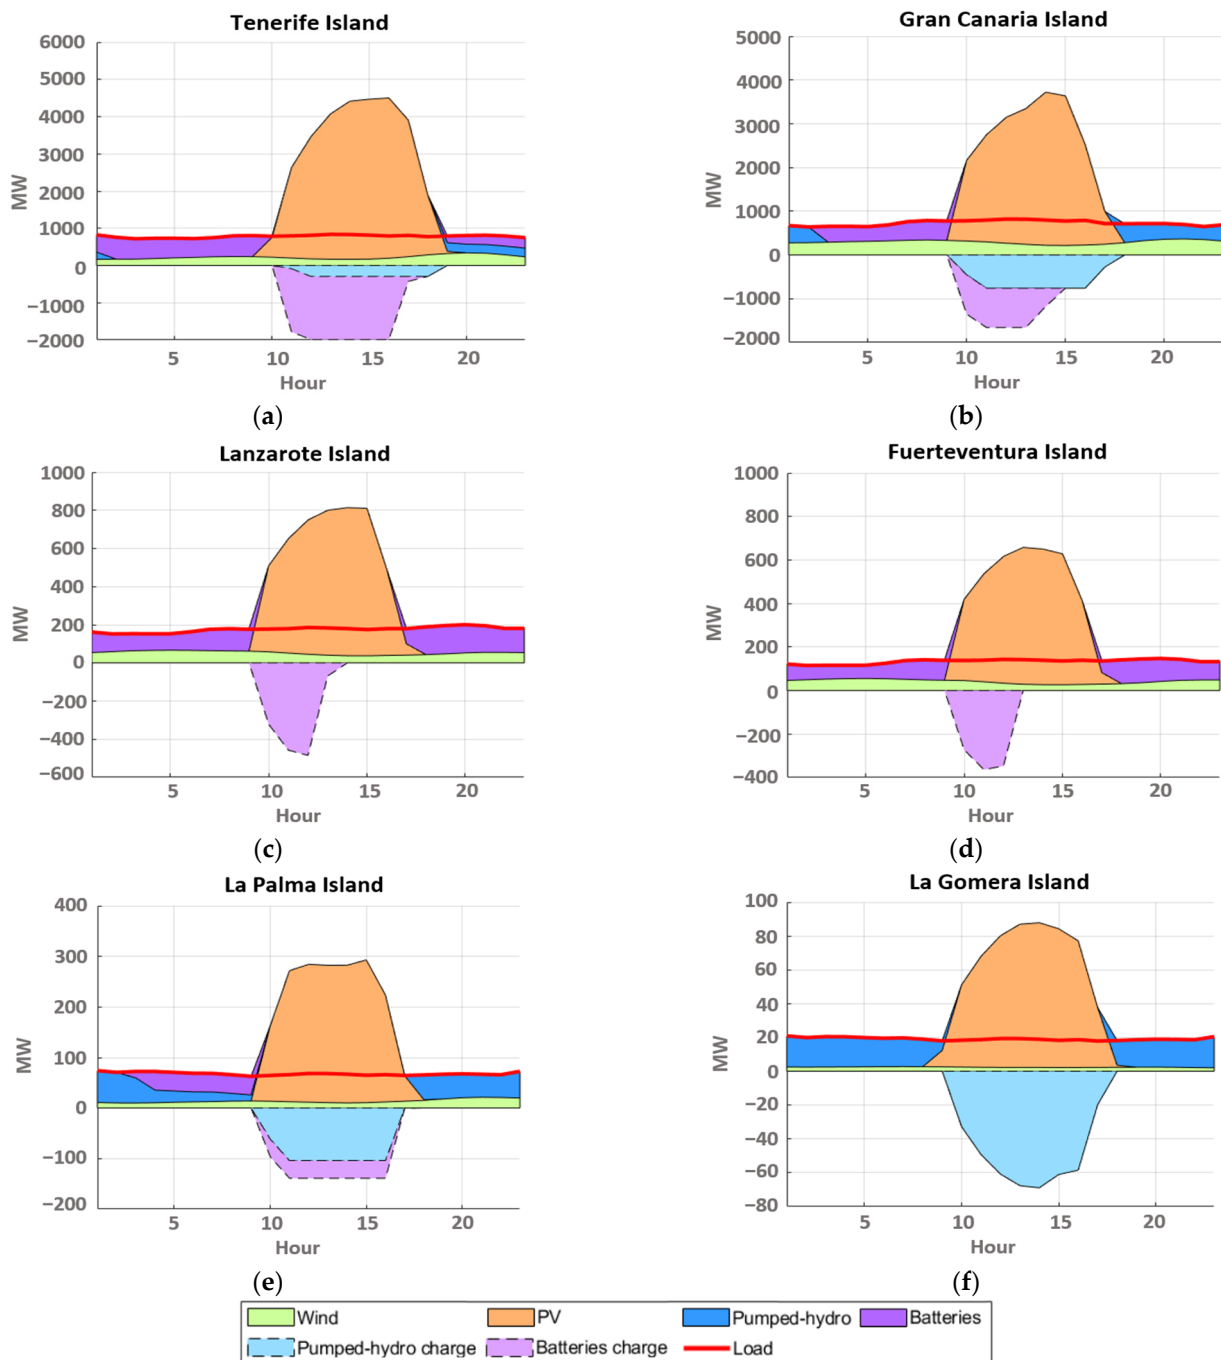 Tenerife Island
6000
5000
4000
3000
2000
1000
0
−1000
−2000
MW
5 10 15 20
Hour
(a)
Gran Canaria Island
5000
4000
3000
2000
1000
0
−1000
−2000
MW
5 10 15 20
Hour
(b)
Lanzarote Island
1000
800
600
400
200
0
−200
−400
−600
MW
5 10 15 20
Hour
(c)
Fuerteventura Island
1000
800
600
400
200
0
−200
−400
MW
5 10 15 20
Hour
(d)
La Palma Island
400
300
200
100
0
−100
−200
MW
5 10 15 20
Hour
(e)
La Gomera Island
100
80
60
40
20
0
−20
−40
−60
−80
MW
5 10 15 20
Hour
(f)
Wind PV Pumped-hydro Batteries
Pumped-hydro charge Batteries charge Load